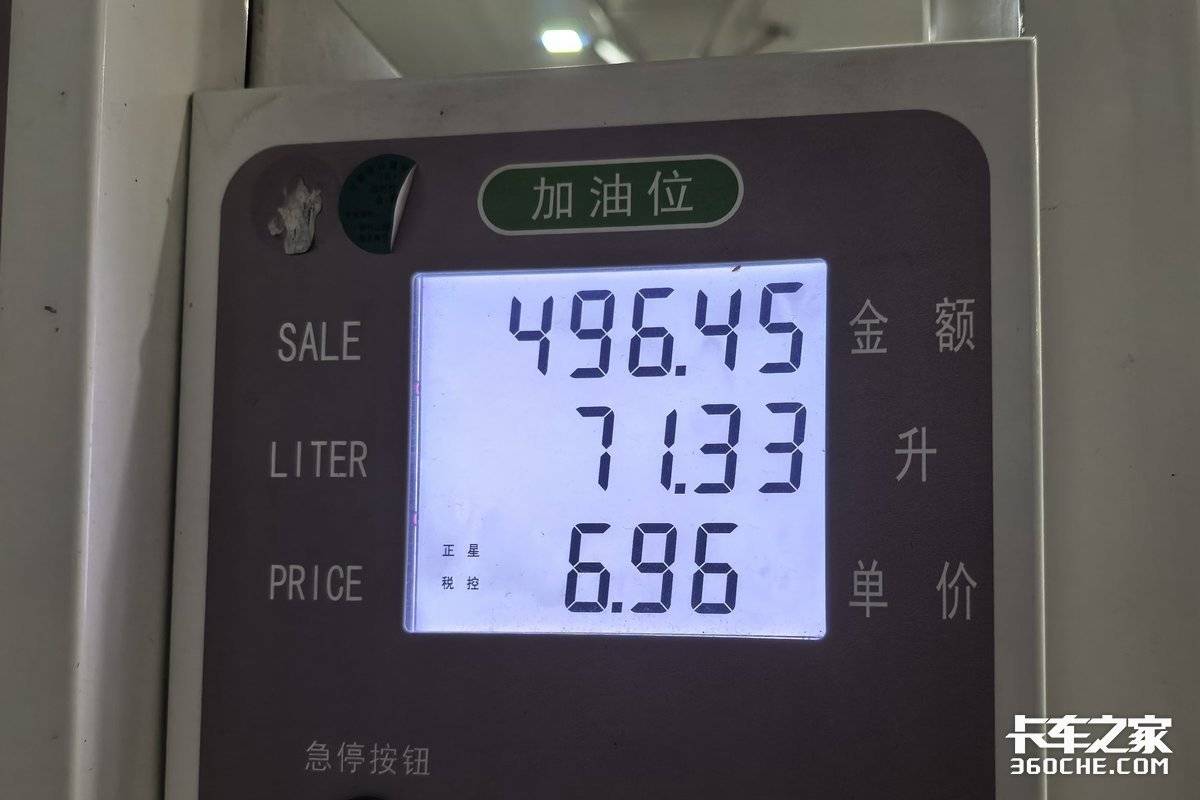 加油位
SALE 496.45 金额
LITER 71.33 升
正星
税控
PRICE 6.96 单价
急停按钮
卡车之家
360CHE.COM